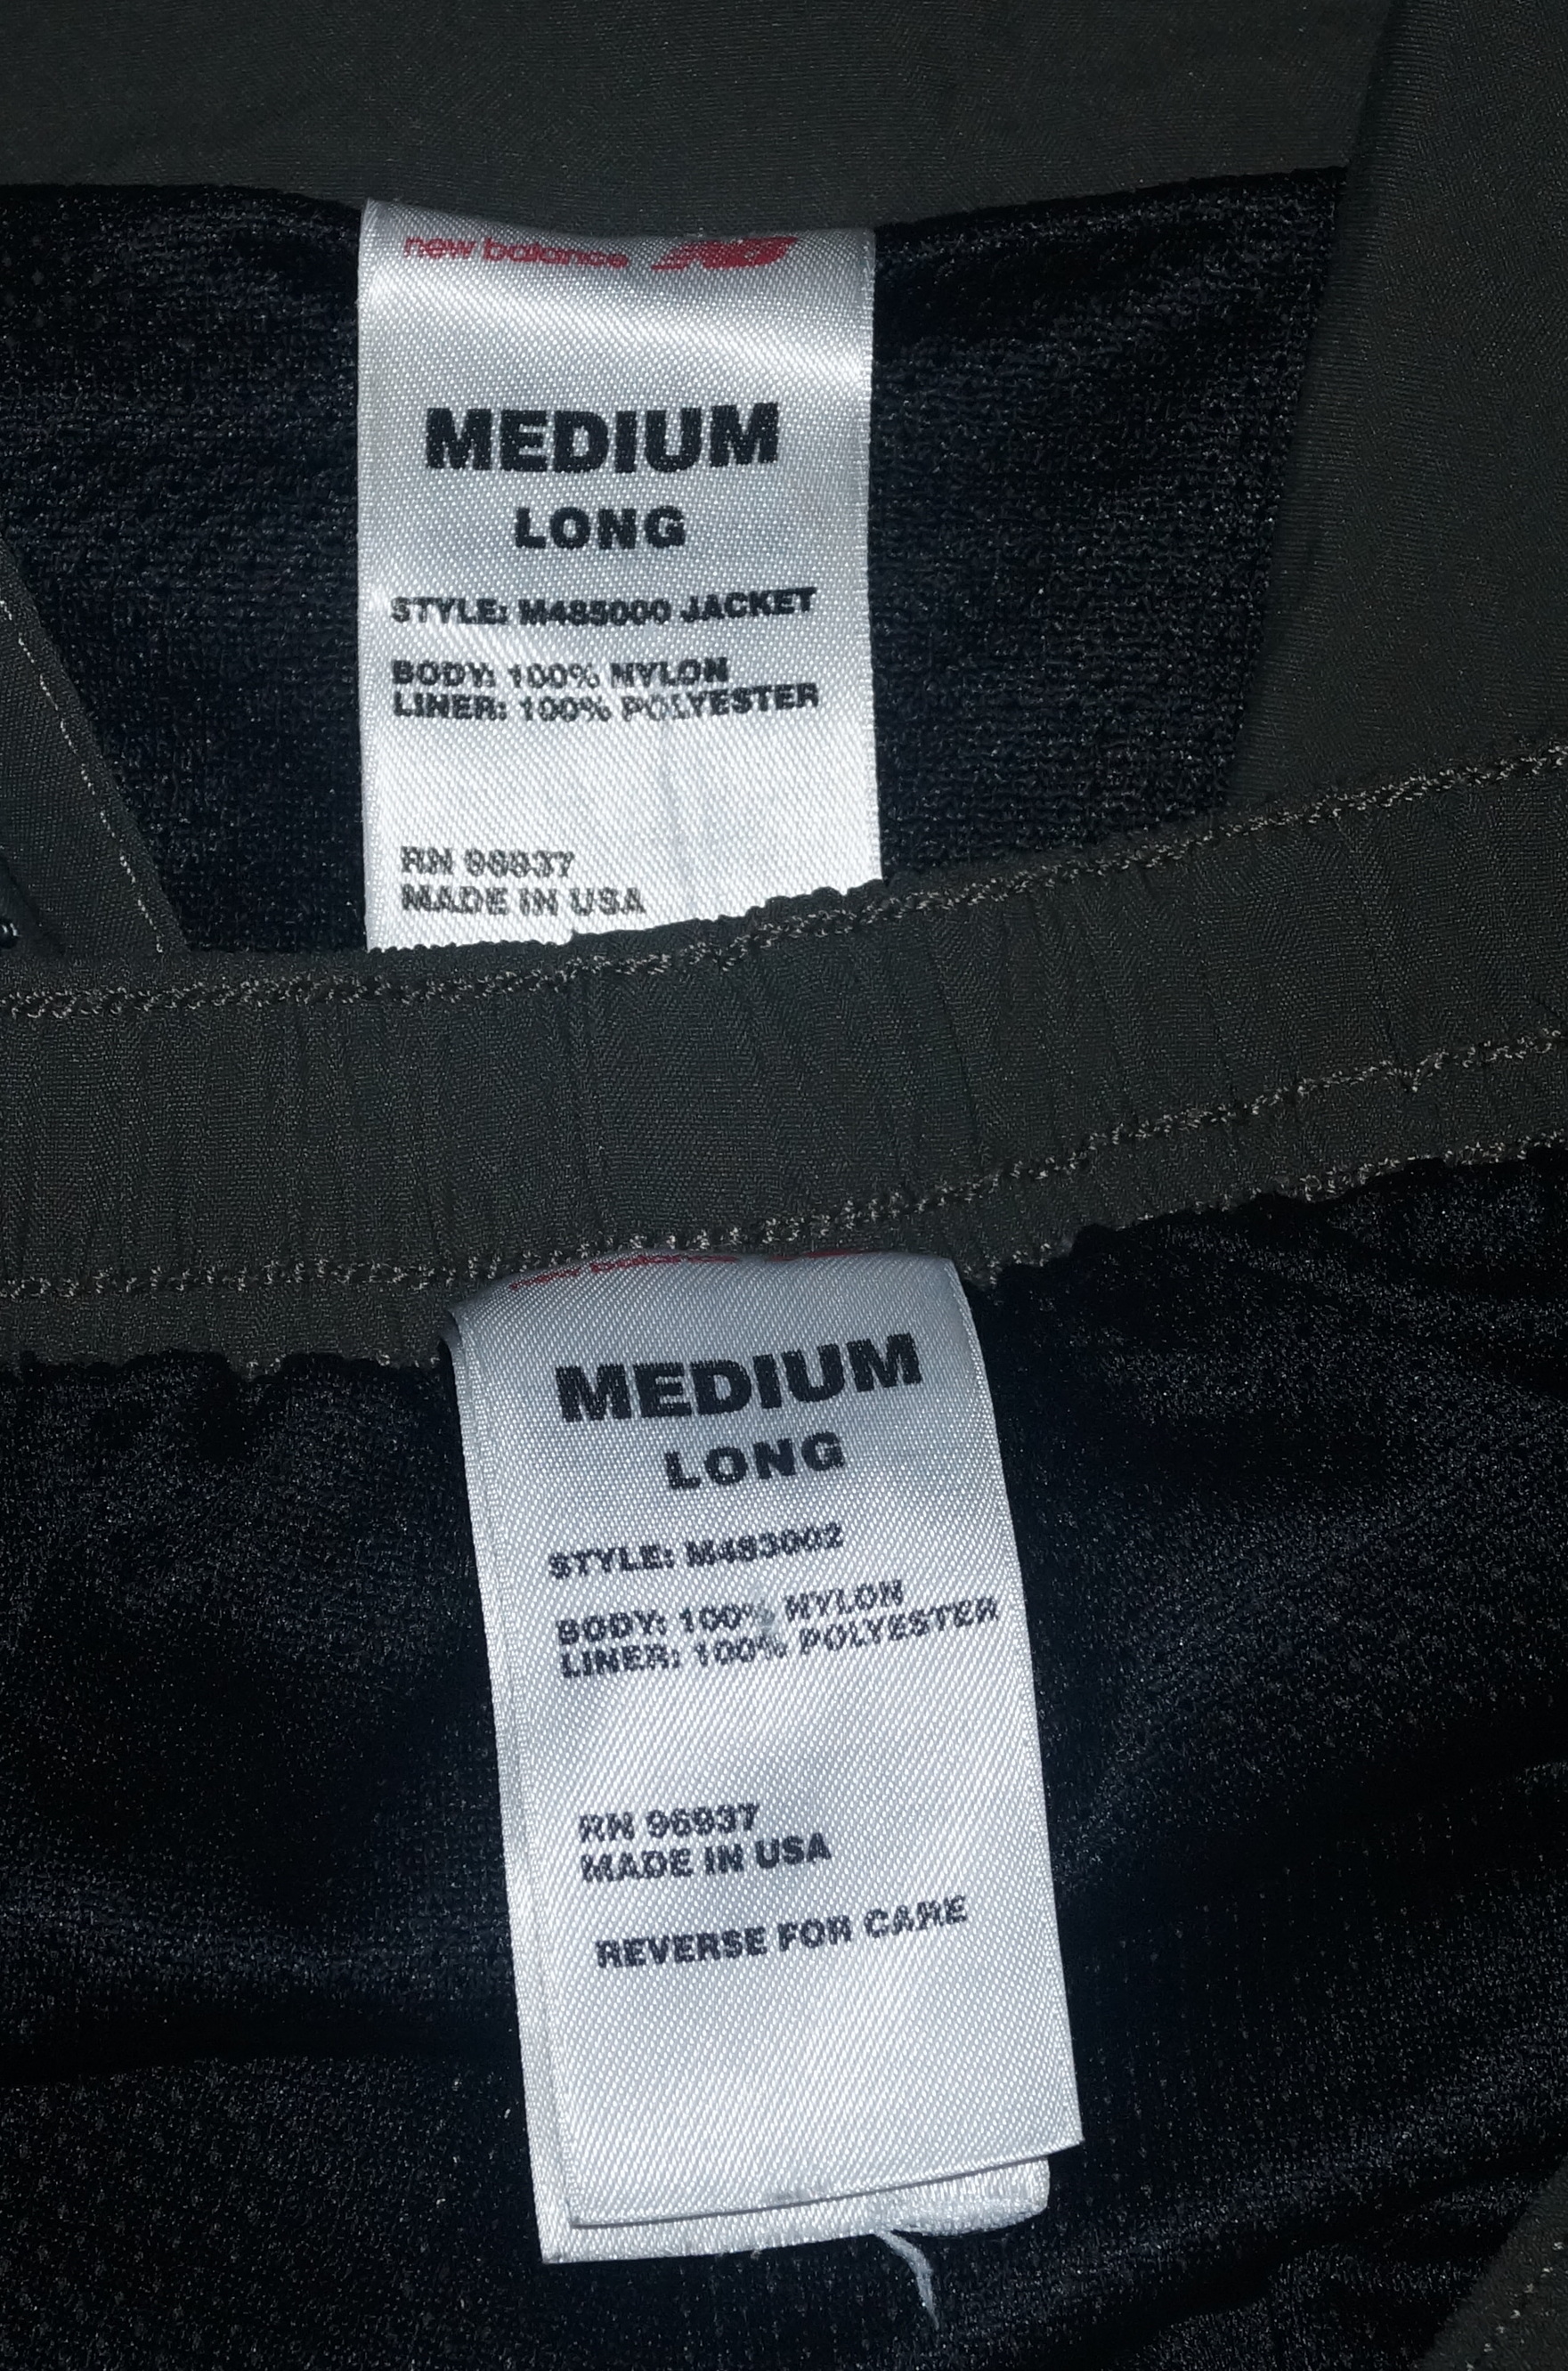 new balance NB
MEDIUM
LONG
STYLE: M485000 JACKET
BODY: 100% NYLON
LINER: 100% POLYESTER
RN 96937
MADE IN USA
MEDIUM
LONG
STYLE: M483002
BODY: 100% NYLON
LINER: 100% POLYESTER
RN 96937
MADE IN USA
REVERSE FOR CARE